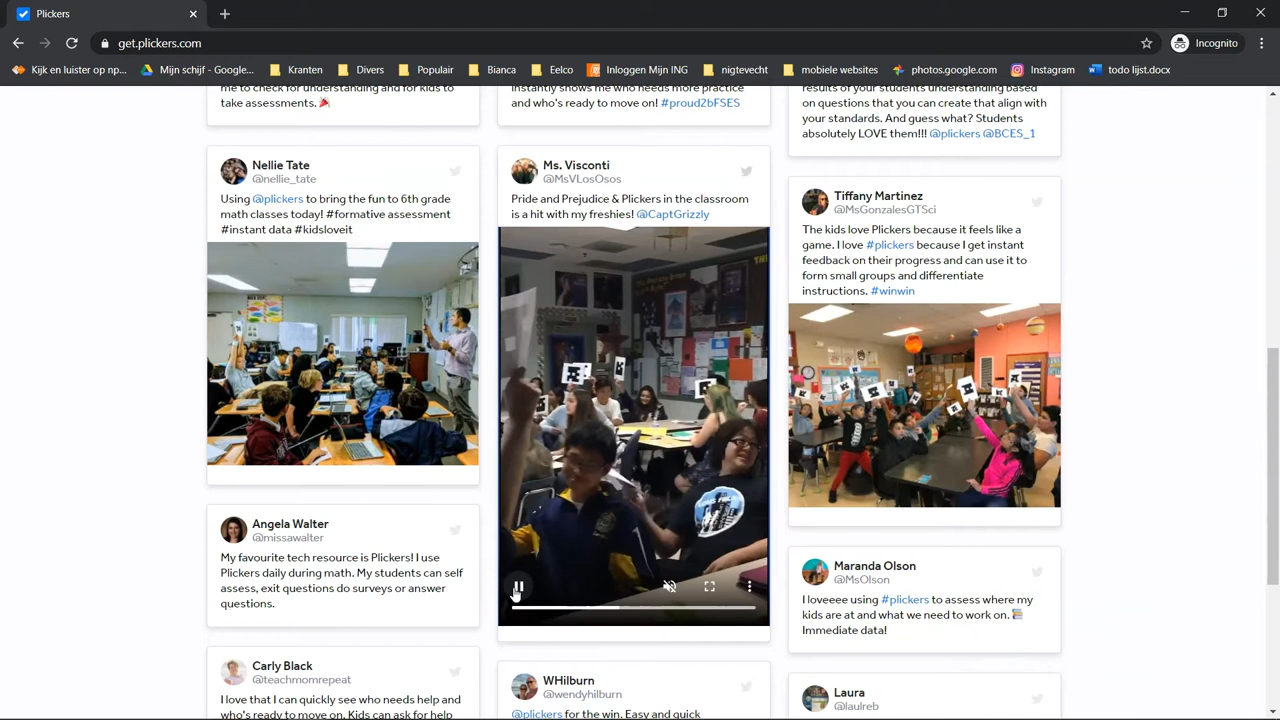 Plickers
get.plickers.com
Incognito
Kijk en luister op np...
Mijn schijf - Google...
Kranten
Divers
Populair
Bianca
Eelco
Inloggen Mijn ING
nigtevecht
mobiele websites
photos.google.com
Instagram
todo lijst.docx
me to check for understanding and for kids to
take assessments.
instantly shows me who needs more practice
and who's ready to move on! #proud2bFSES
results of your students understanding based
on questions that you can create that align with
your standards. And guess what? Students
absolutely LOVE them!!! @plickers @BCES_1
Nellie Tate
@nellie_tate
Using @plickers to bring the fun to 6th grade
math classes today! #formative assessment
#instant data #kidsloveit
Ms. Visconti
@MsVLosOsos
Pride and Prejudice & Plickers in the classroom
is a hit with my freshies! @CaptGrizzly
Tiffany Martinez
@MsGonzalesGTSci
The kids love Plickers because it feels like a
game. I love #plickers because I get instant
feedback on their progress and can use it to
form small groups and differentiate
instructions. #winwin
Angela Walter
@missawalter
My favourite tech resource is Plickers! I use
Plickers daily during math. My students can self
assess, exit questions do surveys or answer
questions.
Maranda Olson
@MsOlson
I loveeee using #plickers to assess where my
kids are at and what we need to work on.
Immediate data!
Carly Black
@teachmomrepeat
I love that I can quickly see who needs help and
who's ready to move on. Kids can ask for help
WHilburn
@wendyhilburn
@plickers for the win. Easy and quick
Laura
@laulreb